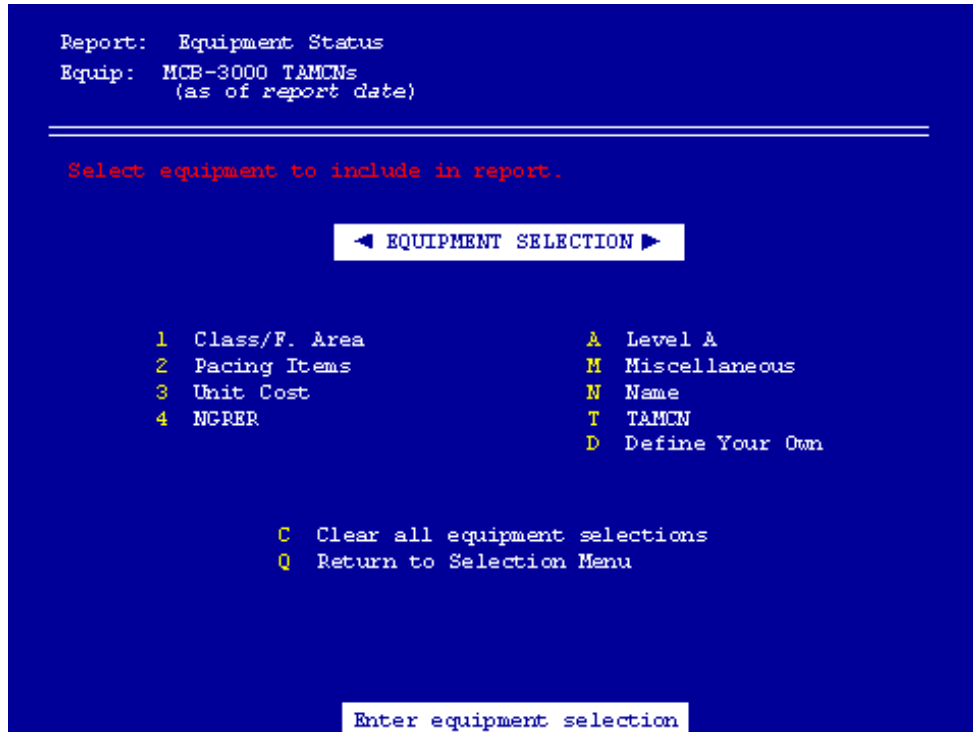 Report: Equipment Status
Equip: MCB-3000 TAMCNs
(as of report date)
Select equipment to include in report.
◄ EQUIPMENT SELECTION ►
1 Class/F. Area
2 Pacing Items
3 Unit Cost
4 NGRER
A Level A
M Miscellaneous
N Name
T TAMCN
D Define Your Own
C Clear all equipment selections
Q Return to Selection Menu
Enter equipment selection